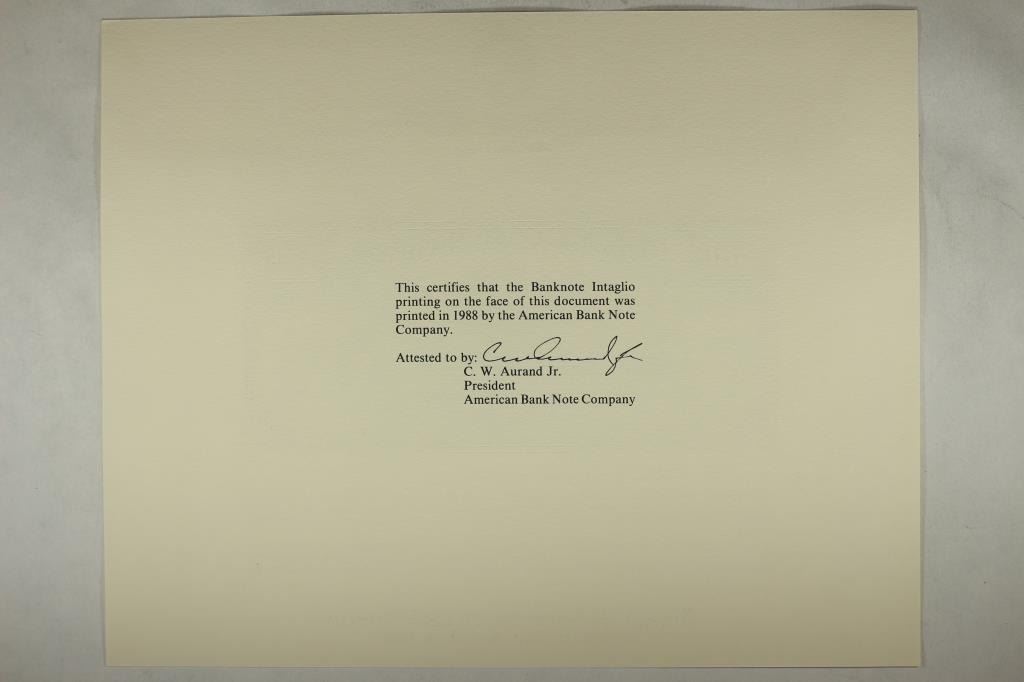 This certifies that the Banknote Intaglio
printing on the face of this document was
printed in 1988 by the American Bank Note
Company.
Attested to by:
C. W. Aurand Jr.
President
American Bank Note Company